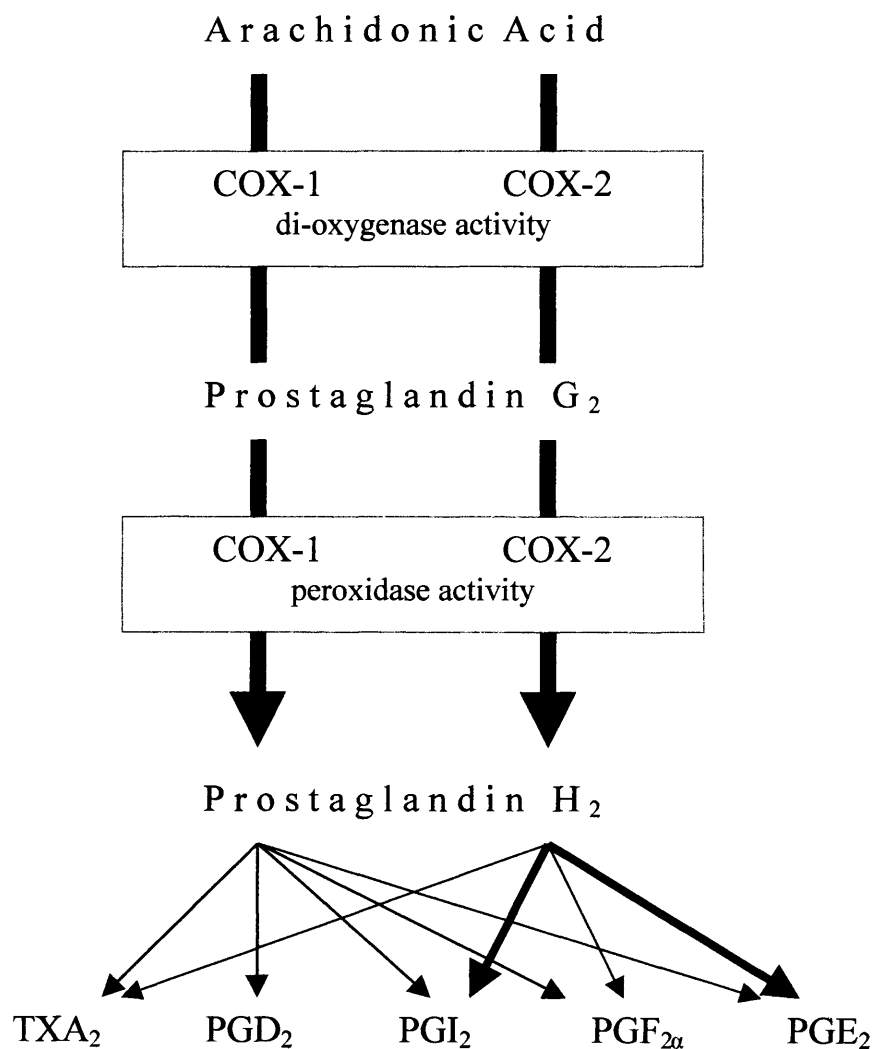 Arachidonic Acid
COX-1 COX-2
di-oxygenase activity
Prostaglandin G₂
COX-1 COX-2
peroxidase activity
Prostaglandin H₂
TXA₂ PGD₂ PGI₂ PGF₂α PGE₂